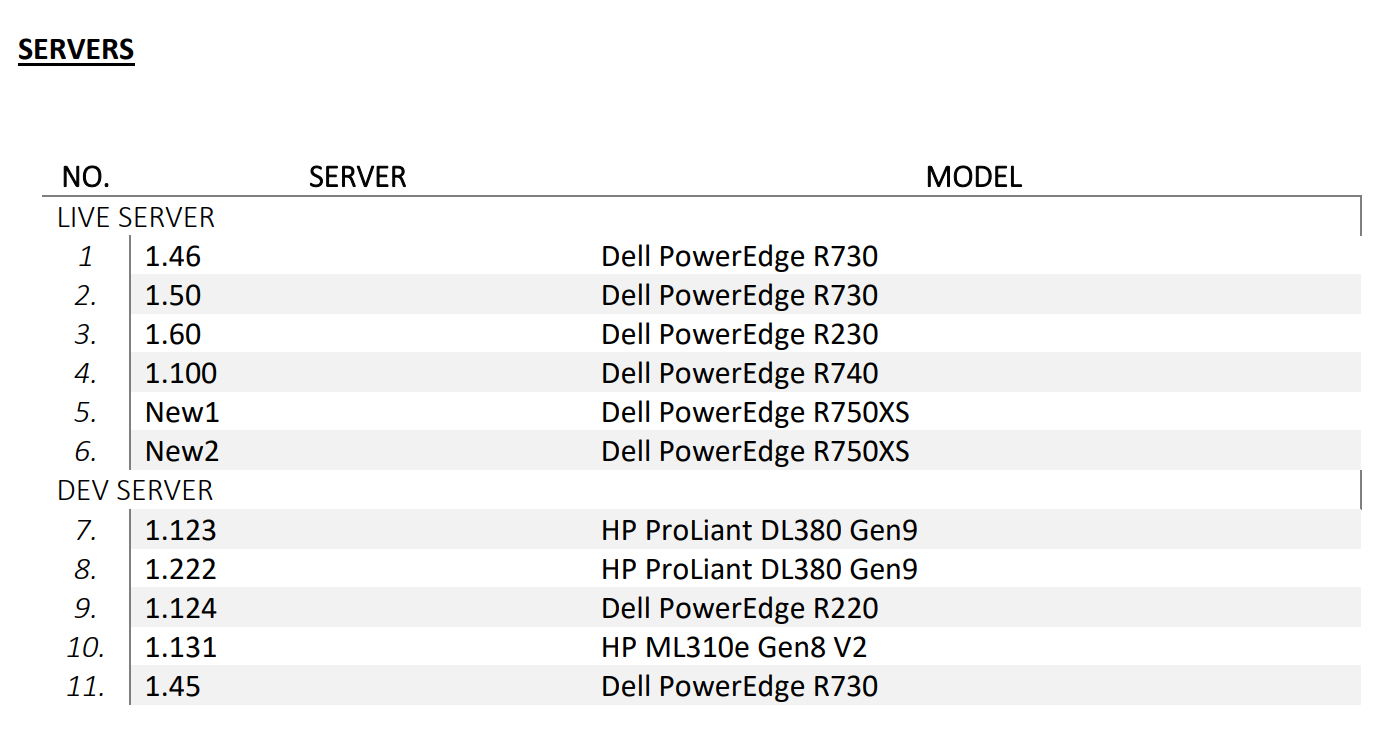 SERVERS
NO. SERVER MODEL
LIVE SERVER
1 1.46 Dell PowerEdge R730
2. 1.50 Dell PowerEdge R730
3. 1.60 Dell PowerEdge R230
4. 1.100 Dell PowerEdge R740
5. New1 Dell PowerEdge R750XS
6. New2 Dell PowerEdge R750XS
DEV SERVER
7. 1.123 HP ProLiant DL380 Gen9
8. 1.222 HP ProLiant DL380 Gen9
9. 1.124 Dell PowerEdge R220
10. 1.131 HP ML310e Gen8 V2
11. 1.45 Dell PowerEdge R730